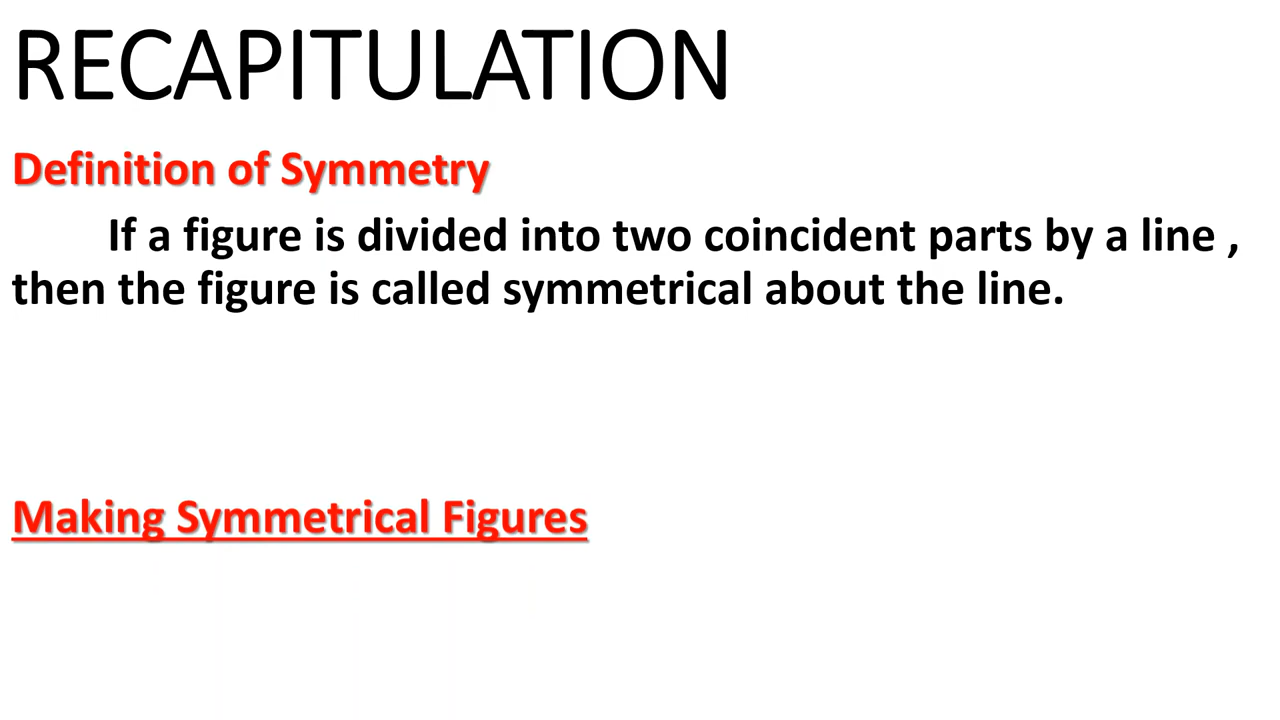 RECAPITULATION
Definition of Symmetry
If a figure is divided into two coincident parts by a line ,
then the figure is called symmetrical about the line.
Making Symmetrical Figures